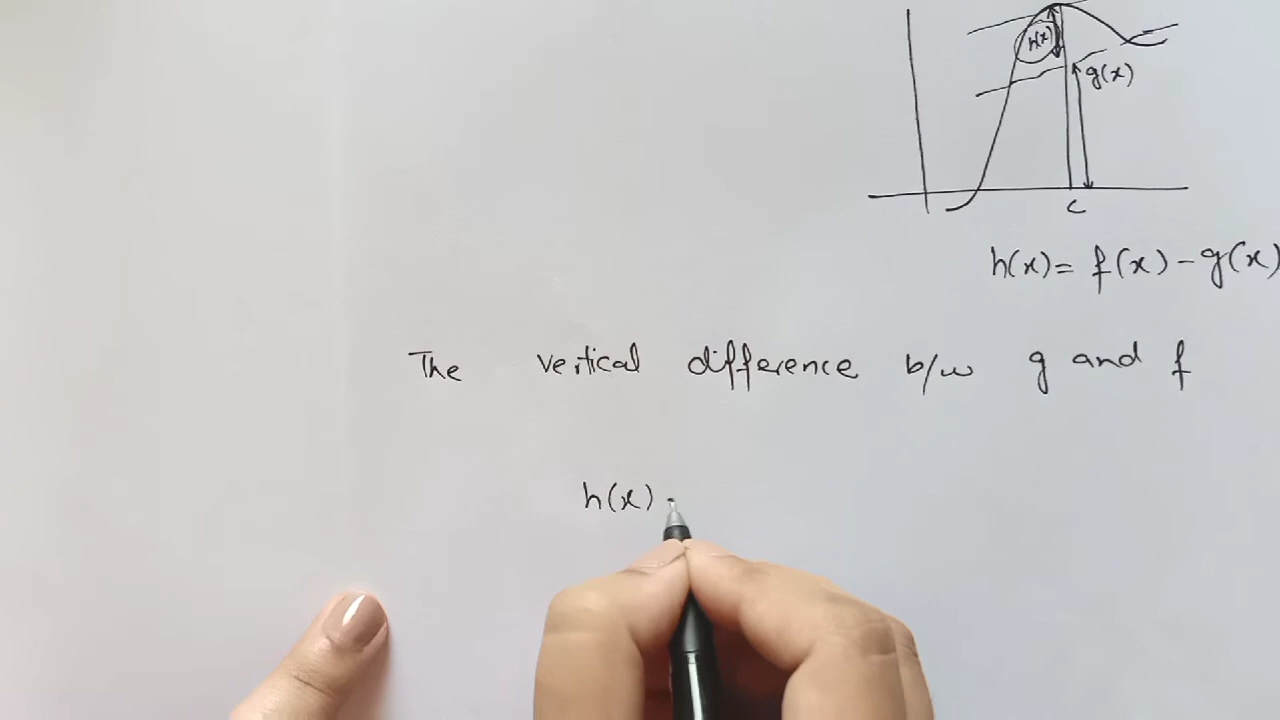 h(x)
g(x)
c
h(x) = f(x) - g(x)
The vertical difference b/w g and f
h(x)